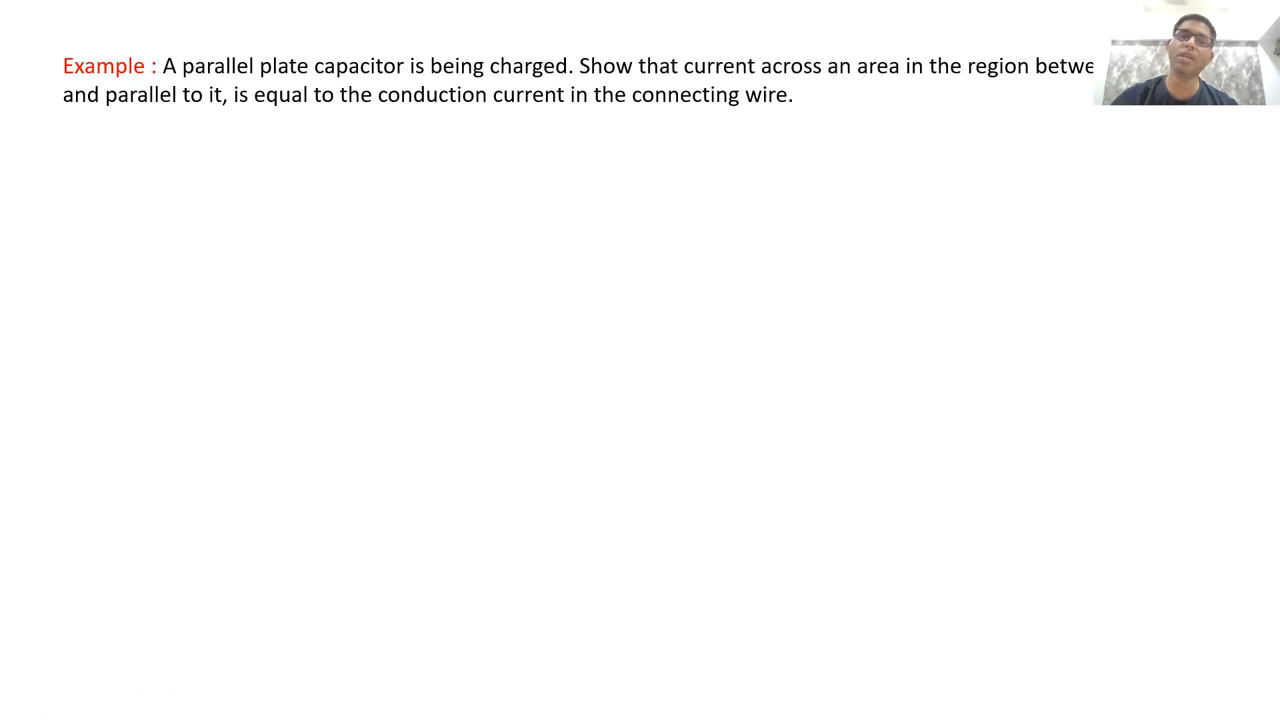 Example : A parallel plate capacitor is being charged. Show that current across an area in the region
and parallel to it, is equal to the conduction current in the connecting wire.